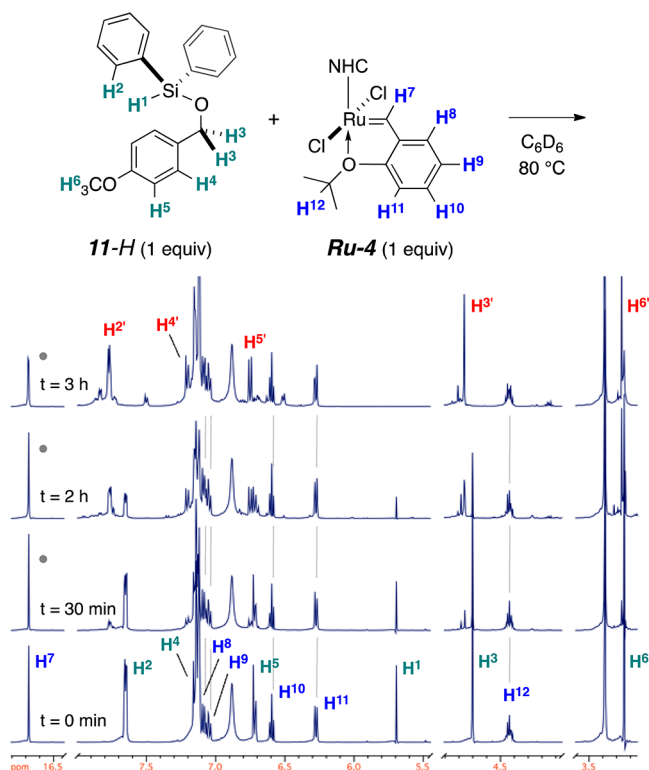 NHC
H²
Si
H¹
O
Cl
H⁷
Ru
H⁸
H³
+
H³
Cl
C₆D₆
80 °C
O
H⁹
H⁶₃CO
H⁴
H⁵
H¹²
H¹¹
H¹⁰
11-H (1 equiv)
Ru-4 (1 equiv)
H²'
H⁴'
H⁵'
H³'
H⁶'
t = 3 h
t = 2 h
t = 30 min
H⁷
H²
H⁴
H⁸
H⁹
H⁵
H¹⁰
H¹¹
H¹
H³
H¹²
H⁶
t = 0 min
ppm 16.5 7.5 7.0 6.5 6.0 5.5 4.5 3.5